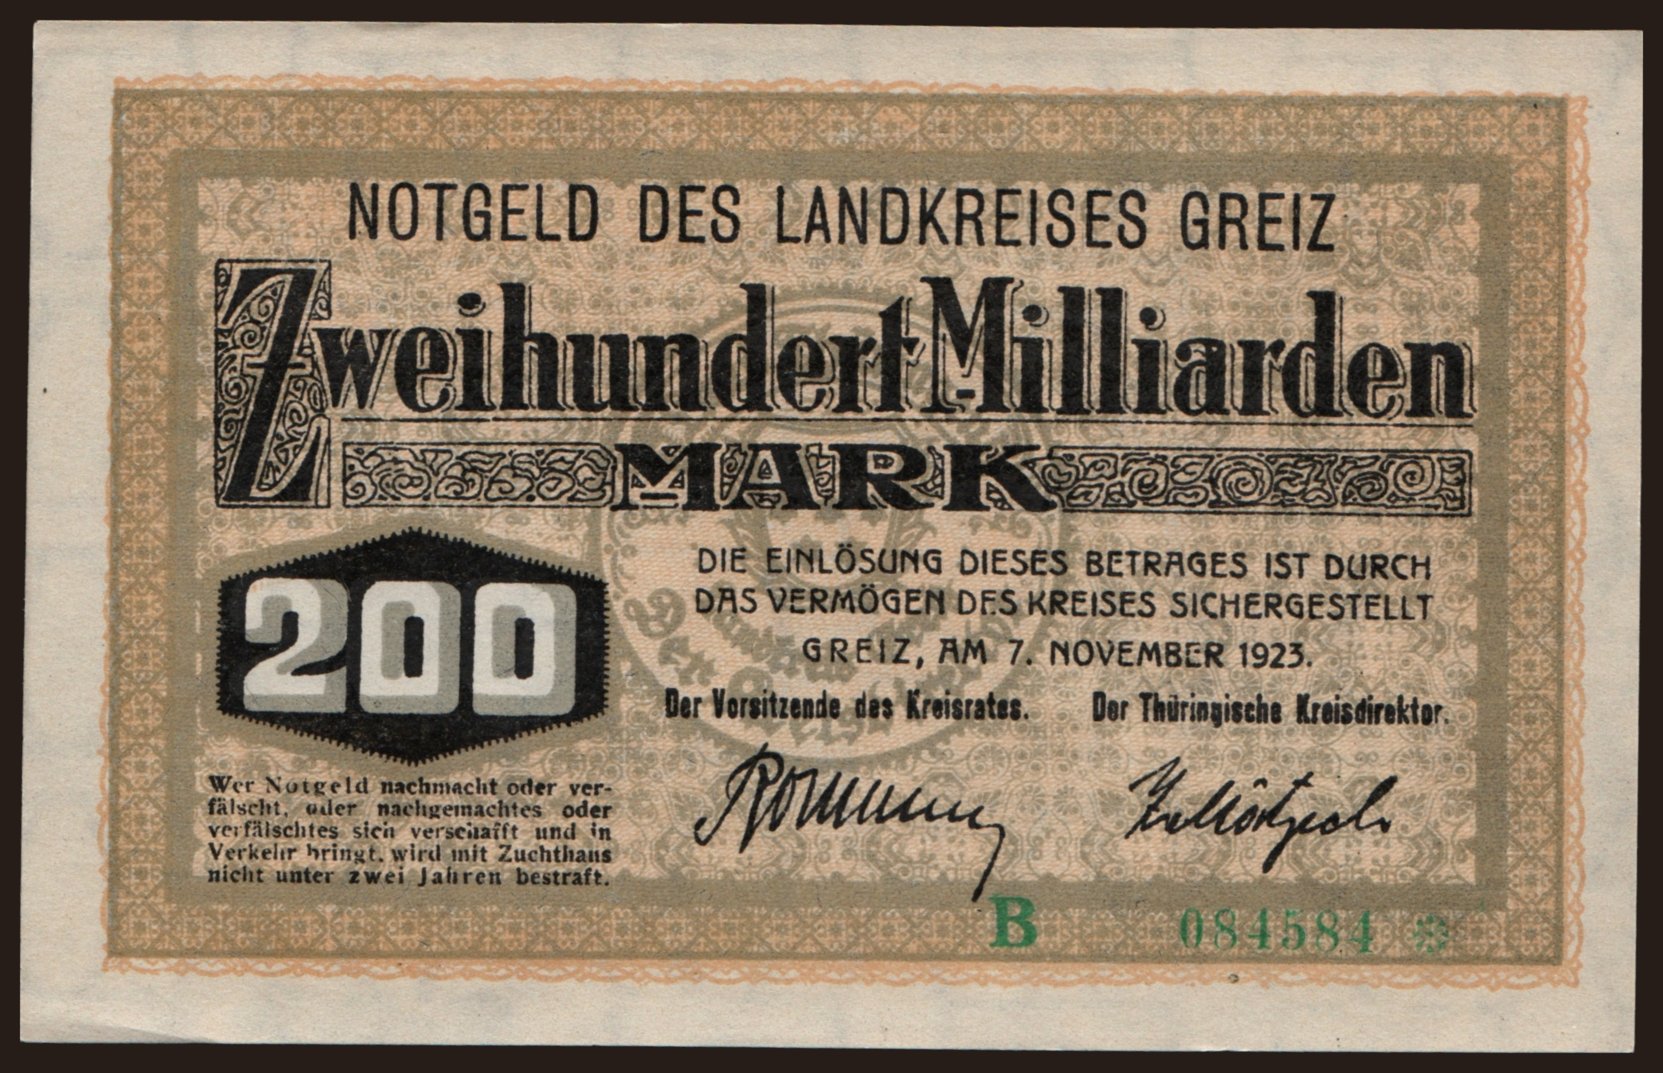 NOTGELD DES LANDKREISES GREIZ
Zweihundert Milliarden
MARK
200
DIE EINLÖSUNG DIESES BETRAGES IST DURCH
DAS VERMÖGEN DES KREISES SICHERGESTELLT
GREIZ, AM 7. NOVEMBER 1923.
Der Vorsitzende des Kreisrates. Der Thüringische Kreisdirektor.
Wer Notgeld nachmacht oder ver-
fälscht, oder nachgemachtes oder
verfälschtes sich verschafft und in
Verkehr bringt, wird mit Zuchthaus
nicht unter zwei Jahren bestraft.
B 084584 *